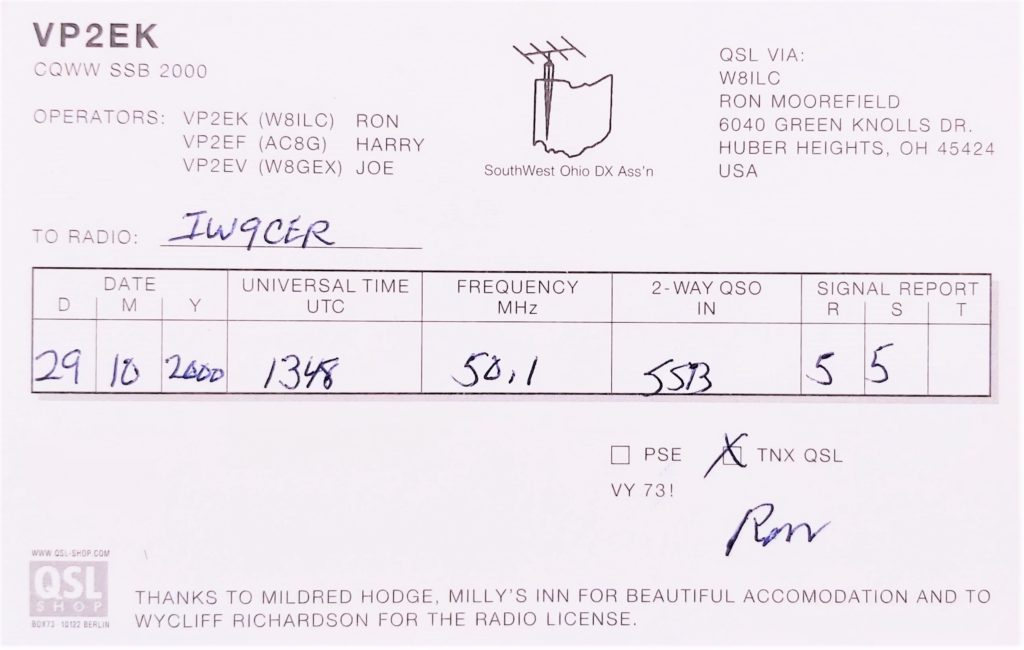 VP2EK
CQWW SSB 2000
OPERATORS: VP2EK (W8ILC) RON
VP2EF (AC8G) HARRY
VP2EV (W8GEX) JOE
SouthWest Ohio DX Ass'n
QSL VIA:
W8ILC
RON MOOREFIELD
6040 GREEN KNOLLS DR.
HUBER HEIGHTS, OH 45424
USA
TO RADIO: IW9CER
DATE UNIVERSAL TIME FREQUENCY 2-WAY QSO SIGNAL REPORT
D M Y UTC MHz IN R S T
29 10 2000 1348 50,1 SSB 5 5
PSE X TNX QSL
VY 73!
Ron
WWW.QSL-SHOP.COM
QSL
SHOP
BOX73 10122 BERLIN
THANKS TO MILDRED HODGE, MILLY'S INN FOR BEAUTIFUL ACCOMODATION AND TO
WYCLIFF RICHARDSON FOR THE RADIO LICENSE.